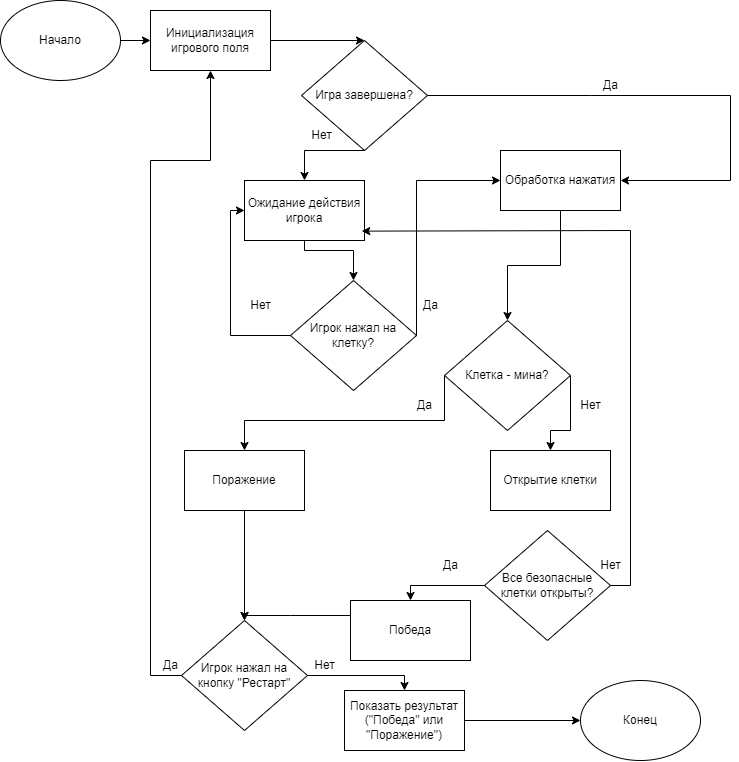 Начало
Инициализация
игрового поля
Игра завершена?
Да
Нет
Ожидание действия
игрока
Обработка нажатия
Нет
Игрок нажал на
клетку?
Да
Клетка - мина?
Да
Нет
Поражение
Открытие клетки
Все безопасные
клетки открыты?
Да
Нет
Победа
Да
Игрок нажал на
кнопку "Рестарт"
Нет
Показать результат
("Победа" или
"Поражение")
Конец